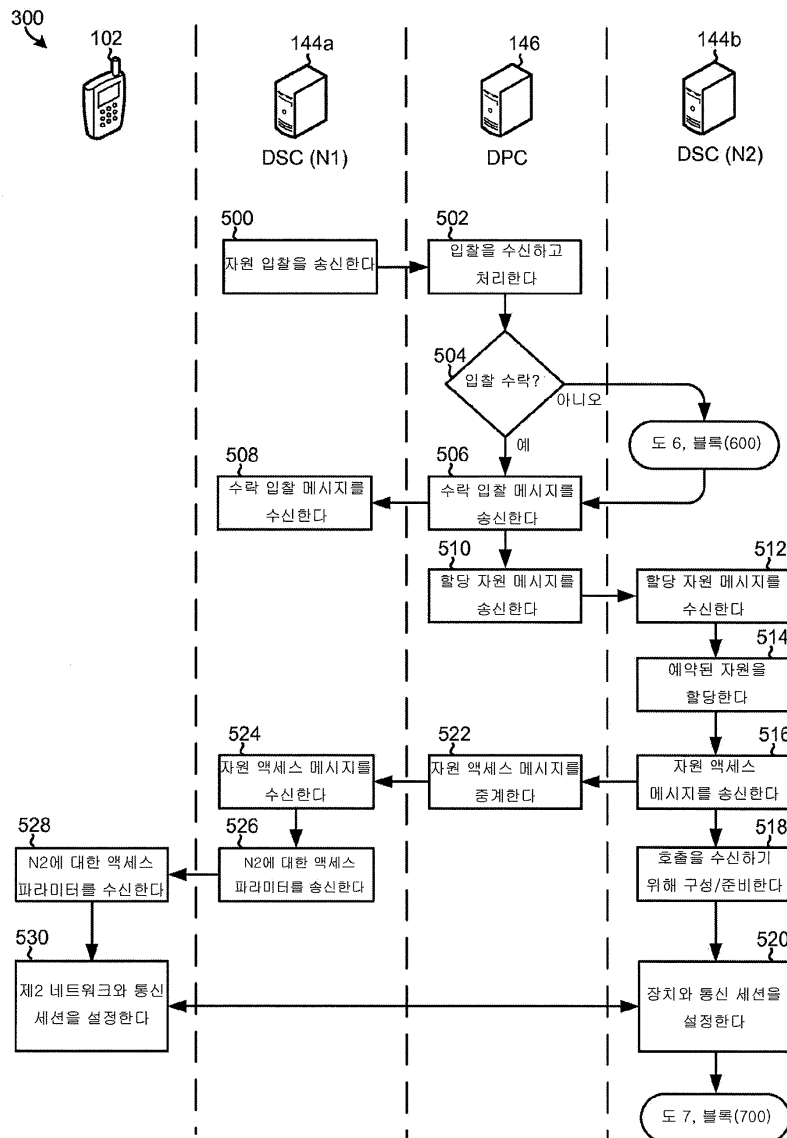 300
102
144a
146
144b
DSC (N1)
DPC
DSC (N2)
500
자원 입찰을 송신한다
502
입찰을 수신하고
처리한다
504
입찰 수락?
아니오
예
도 6, 블록(600)
508
수락 입찰 메시지를
수신한다
506
수락 입찰 메시지를
송신한다
510
할당 자원 메시지를
송신한다
512
할당 자원 메시지를
수신한다
514
예약된 자원을
할당한다
524
자원 액세스 메시지를
수신한다
522
자원 액세스 메시지를
중계한다
516
자원 액세스
메시지를 송신한다
528
N2에 대한 액세스
파라미터를 수신한다
526
N2에 대한 액세스
파라미터를 송신한다
518
호출을 수신하기
위해 구성/준비한다
530
제2 네트워크와 통신
세션을 설정한다
520
장치와 통신 세션을
설정한다
도 7, 블록(700)